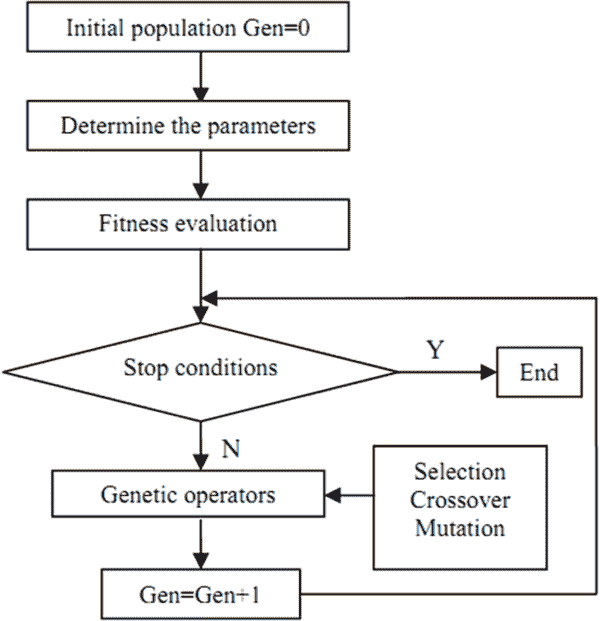 Initial population Gen=0
Determine the parameters
Fitness evaluation
Stop conditions
Y
End
N
Genetic operators
Selection
Crossover
Mutation
Gen=Gen+1